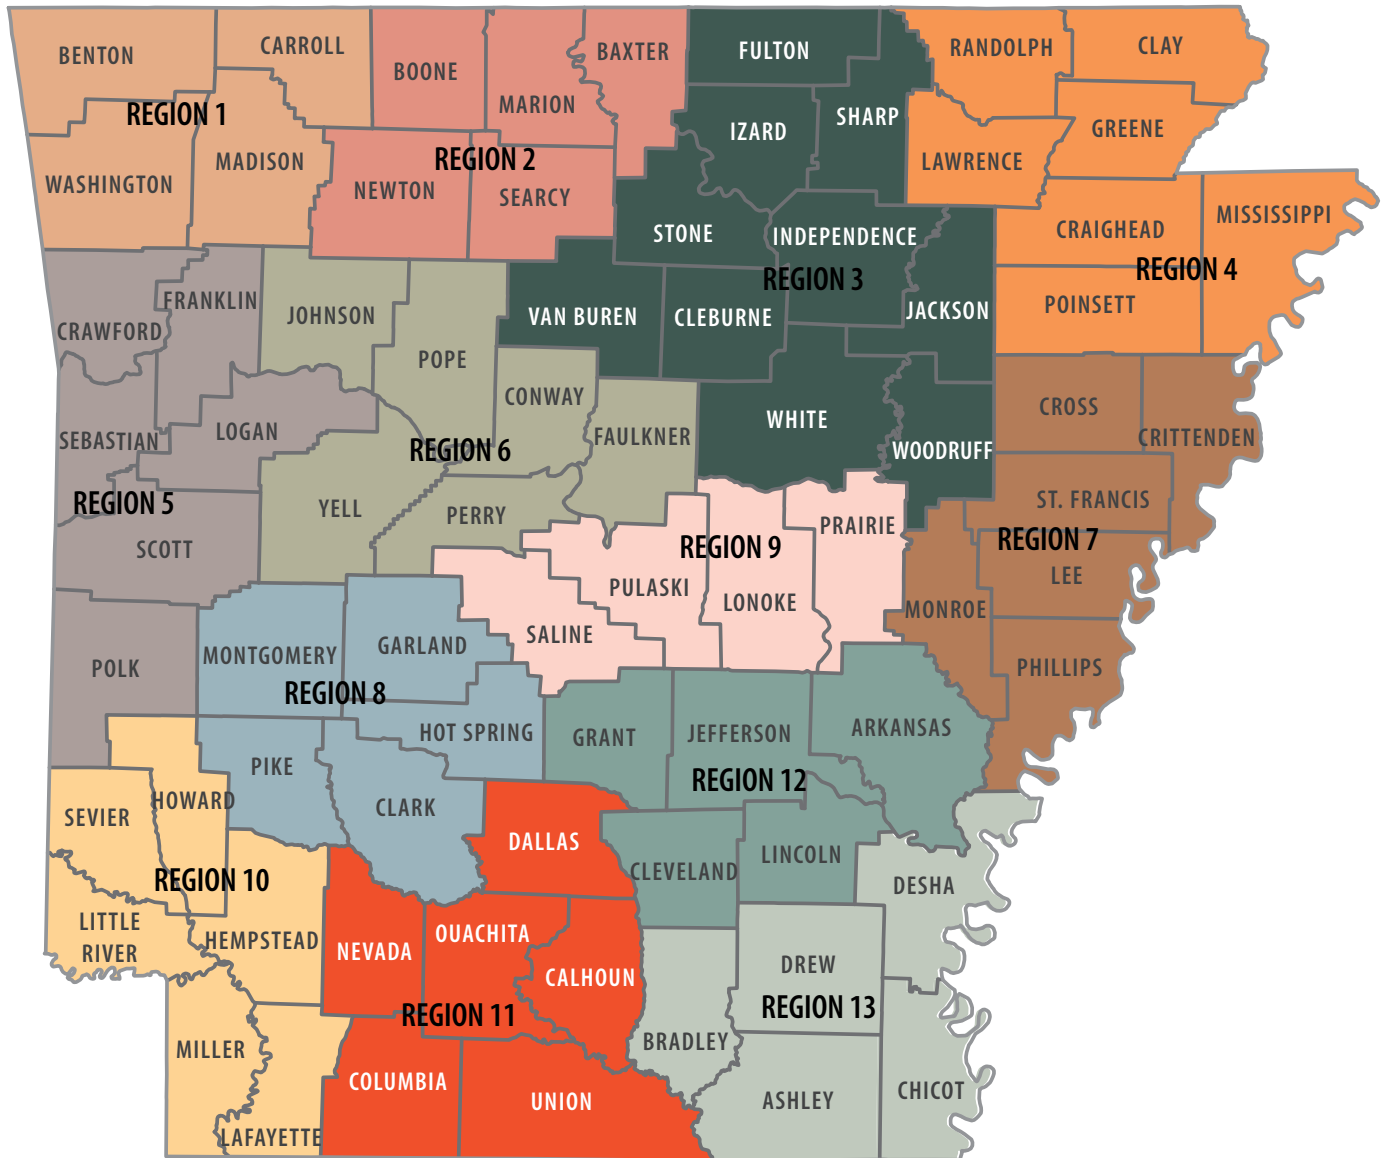 BENTON
CARROLL
BOONE
MARION
BAXTER
FULTON
SHARP
RANDOLPH
CLAY
REGION 1
WASHINGTON
MADISON
NEWTON
REGION 2
SEARCY
IZARD
LAWRENCE
GREENE
STONE
INDEPENDENCE
CRAIGHEAD
MISSISSIPPI
REGION 3
REGION 4
CRAWFORD
FRANKLIN
JOHNSON
POPE
VAN BUREN
CLEBURNE
JACKSON
POINSETT
SEBASTIAN
LOGAN
CONWAY
FAULKNER
WHITE
WOODRUFF
CROSS
CRITTENDEN
REGION 5
REGION 6
SCOTT
YELL
PERRY
REGION 9
PRAIRIE
ST. FRANCIS
REGION 7
LEE
PULASKI
LONOKE
MONROE
POLK
MONTGOMERY
GARLAND
SALINE
PHILLIPS
REGION 8
HOT SPRING
GRANT
JEFFERSON
ARKANSAS
PIKE
REGION 12
SEVIER
HOWARD
CLARK
DALLAS
CLEVELAND
LINCOLN
DESHA
REGION 10
LITTLE
RIVER
HEMPSTEAD
NEVADA
OUACHITA
CALHOUN
DREW
REGION 11
REGION 13
MILLER
COLUMBIA
BRADLEY
CHICOT
LAFAYETTE
UNION
ASHLEY